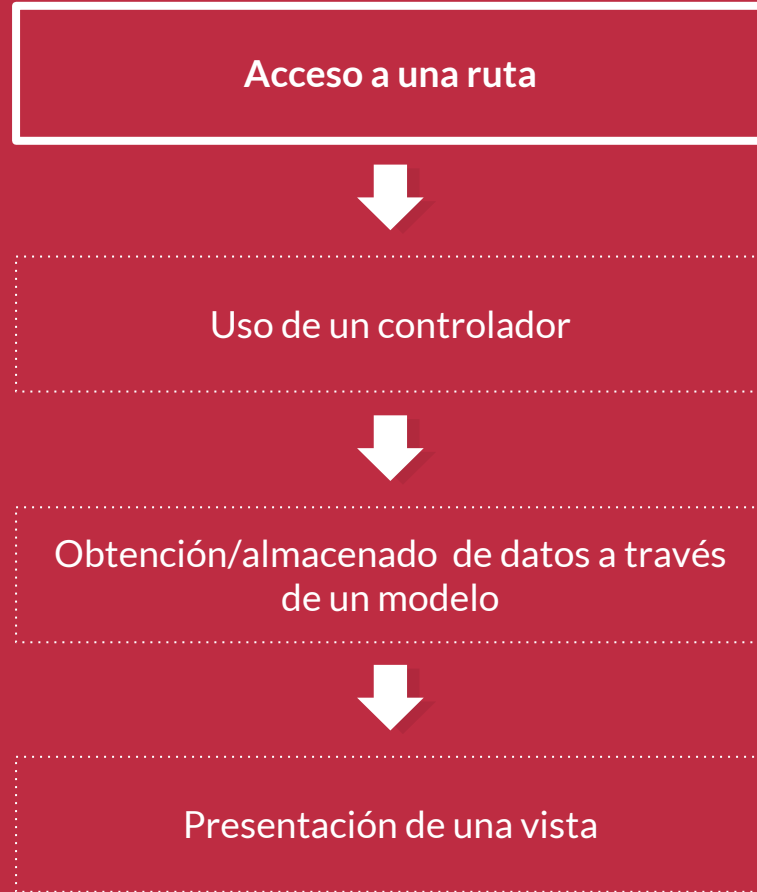 Acceso a una ruta
Uso de un controlador
Obtención/almacenado de datos a través
de un modelo
Presentación de una vista